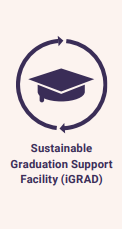 Sustainable
Graduation Support
Facility (iGRAD)